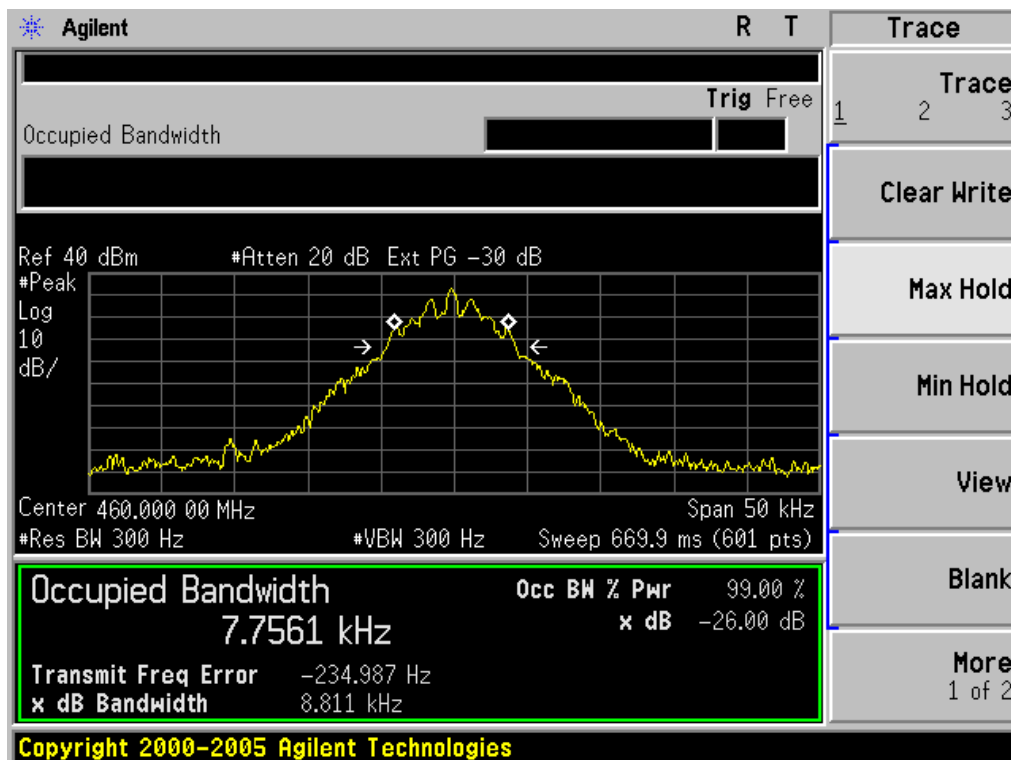 Agilent R T Trace
Trace
1 2 3
Trig Free
Occupied Bandwidth
Clear Write
Ref 40 dBm #Atten 20 dB Ext PG -30 dB
#Peak
Log
10
dB/
Max Hold
Min Hold
View
Center 460.000 00 MHz Span 50 kHz
#Res BW 300 Hz #VBW 300 Hz Sweep 669.9 ms (601 pts)
Occupied Bandwidth Occ BW % Pwr 99.00 %
7.7561 kHz x dB -26.00 dB
Blank
Transmit Freq Error -234.987 Hz
x dB Bandwidth 8.811 kHz
More
1 of 2
Copyright 2000-2005 Agilent Technologies